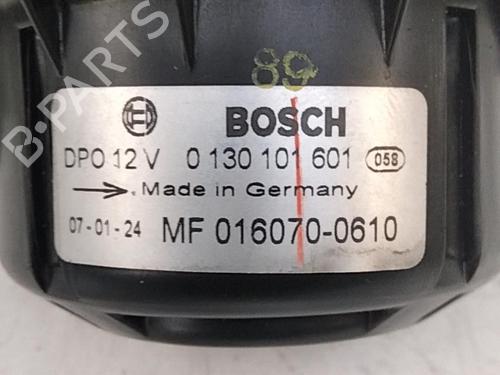 B-PARTS
89
BOSCH
DPO 12 V 0 130 101 601 058
Made in Germany
07-01-24 MF 016070-0610